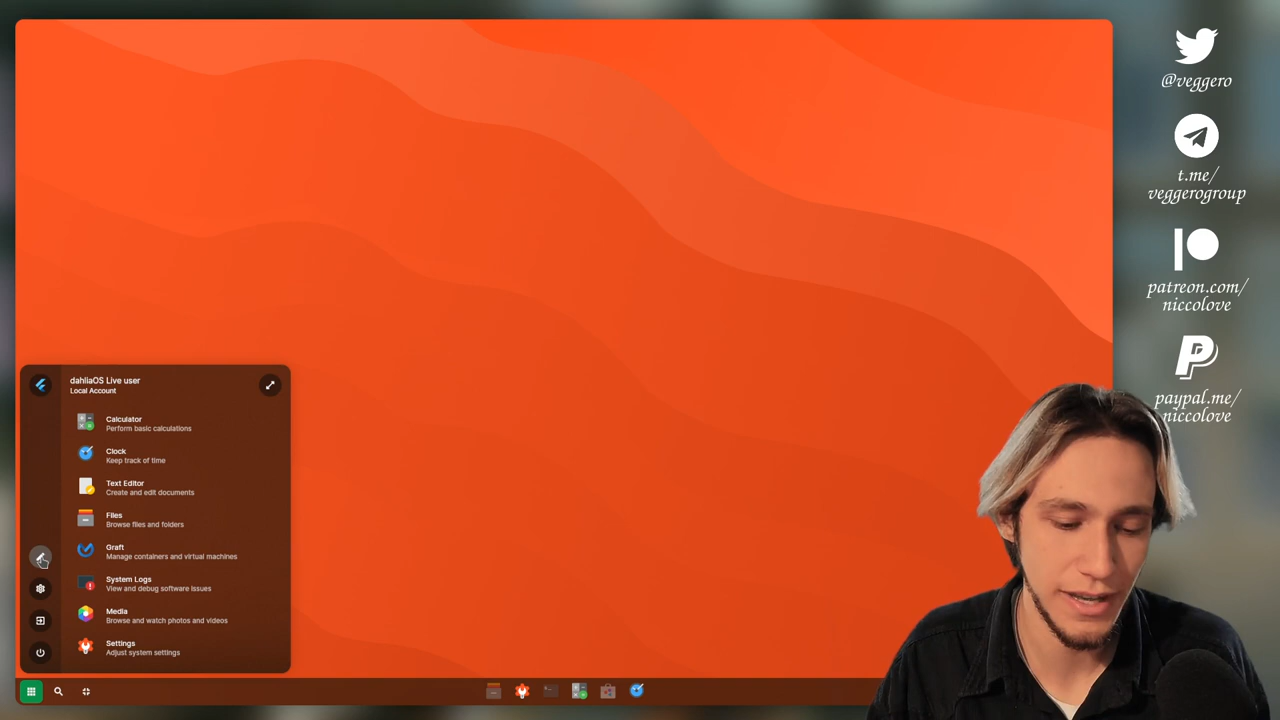 dahliaOS Live user
Local Account
Calculator
Perform basic calculations
Clock
Keep track of time
Text Editor
Create and edit documents
Files
Browse files and folders
Graft
Manage containers and virtual machines
System Logs
View and debug software issues
Media
Browse and watch photos and videos
Settings
Adjust system settings
@veggero
t.me/
veggerogroup
patreon.com/
niccolove
paypal.me/
niccolove